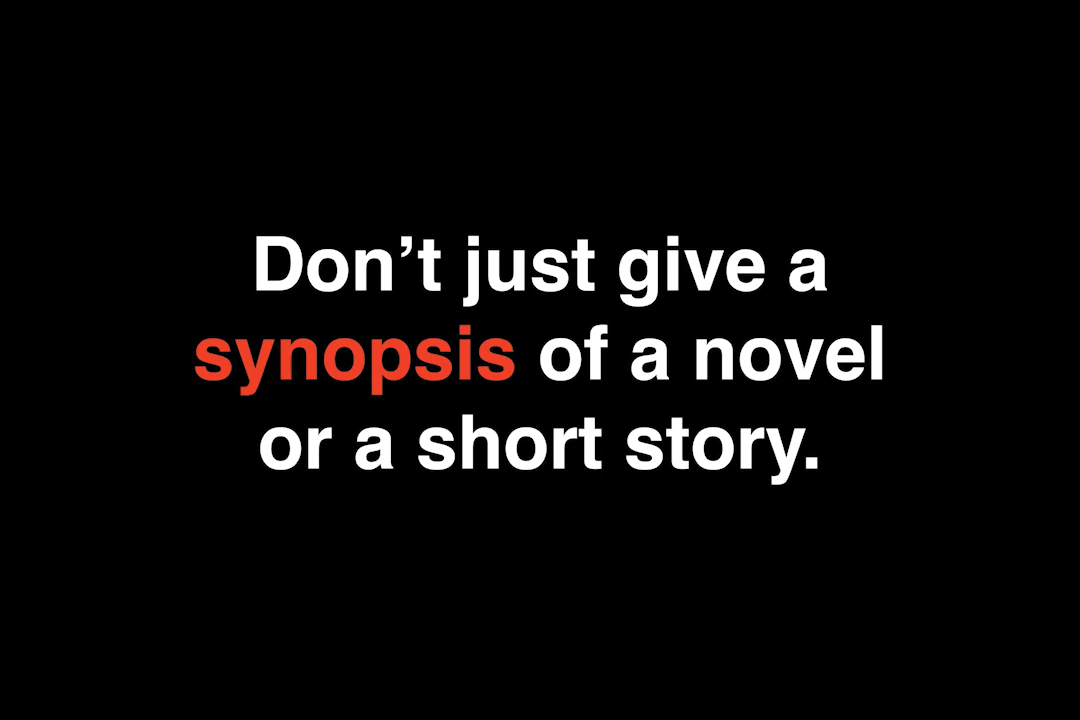 Don’t just give a
synopsis of a novel
or a short story.